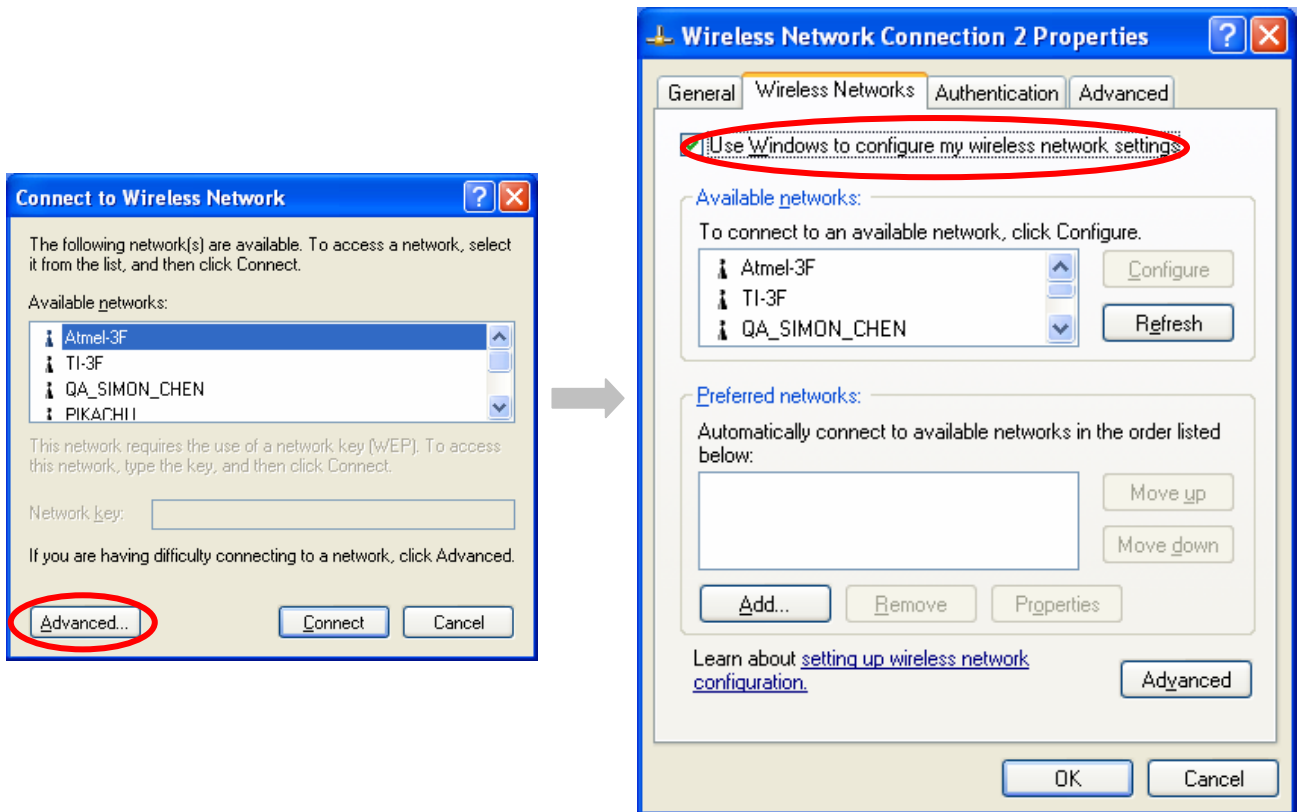 Connect to Wireless Network
The following network(s) are available. To access a network, select
it from the list, and then click Connect.
Available networks:
Atmel-3F
TI-3F
QA_SIMON_CHEN
PIKACHU
This network requires the use of a network key (WEP). To access
this network, type the key, and then click Connect.
Network key:
If you are having difficulty connecting to a network, click Advanced.
Advanced...
Connect
Cancel
Wireless Network Connection 2 Properties
General
Wireless Networks
Authentication
Advanced
Use Windows to configure my wireless network settings
Available networks:
To connect to an available network, click Configure.
Atmel-3F
TI-3F
QA_SIMON_CHEN
Configure
Refresh
Preferred networks:
Automatically connect to available networks in the order listed
below:
Move up
Move down
Add...
Remove
Properties
Learn about setting up wireless network
configuration.
Advanced
OK
Cancel